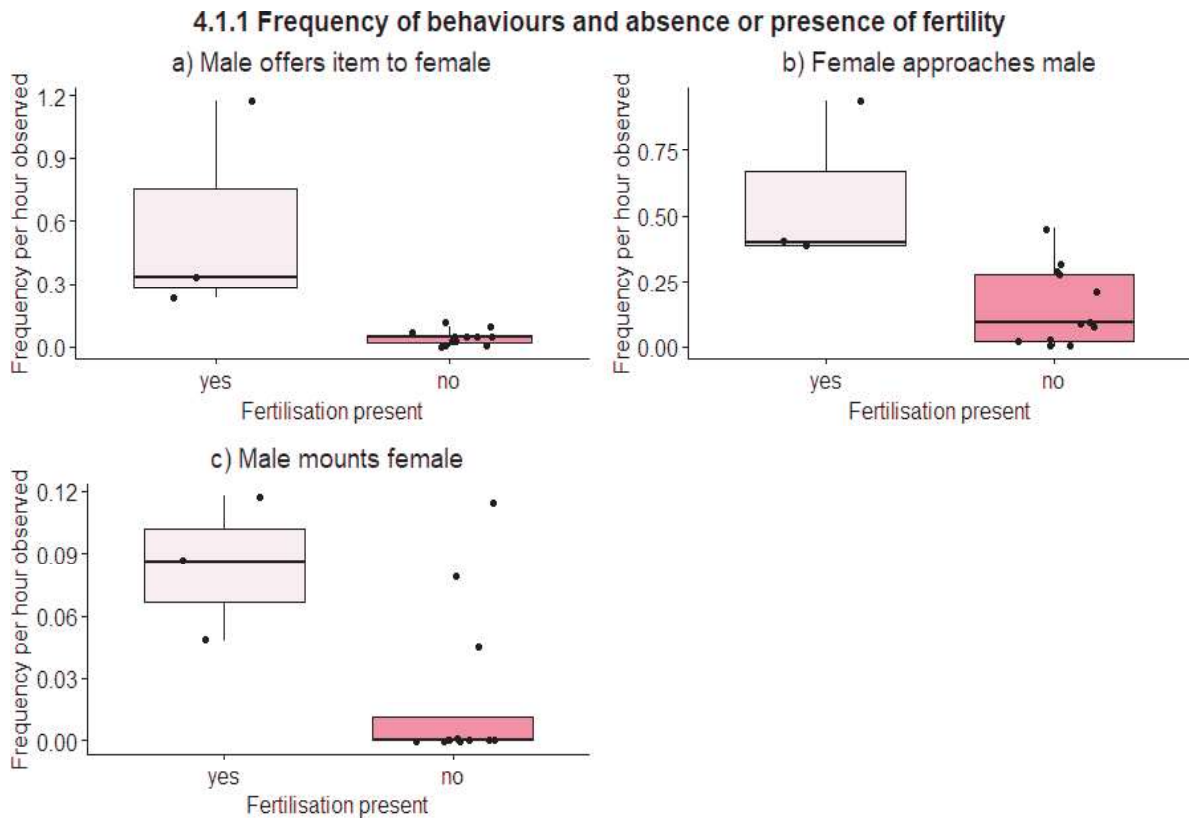 4.1.1 Frequency of behaviours and absence or presence of fertility
a) Male offers item to female
Frequency per hour observed
1.2
0.9
0.6
0.3
0.0
yes
no
Fertilisation present
b) Female approaches male
Frequency per hour observed
0.75
0.50
0.25
0.00
yes
no
Fertilisation present
c) Male mounts female
Frequency per hour observed
0.12
0.09
0.06
0.03
0.00
yes
no
Fertilisation present